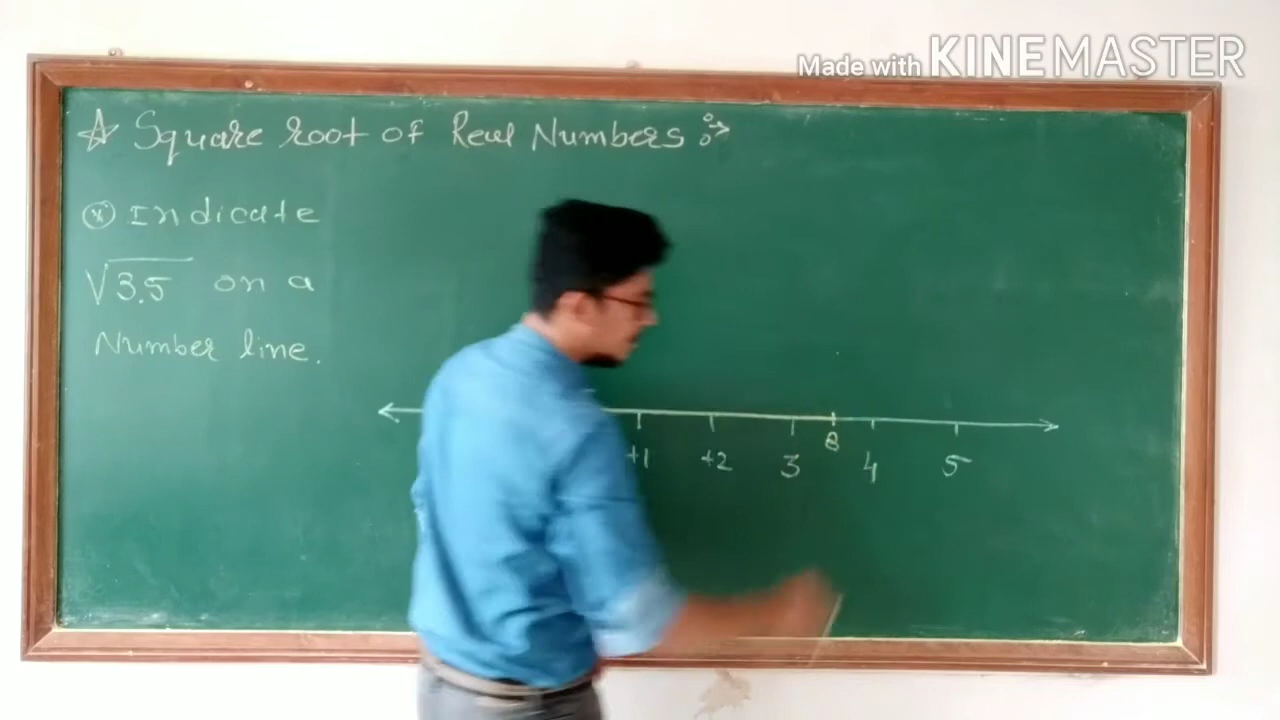 Made with KINEMASTER
☆ Square root of Real Numbers :→
Indicate
√3.5 on a
Number line.
B
+1 +2 3 4 5